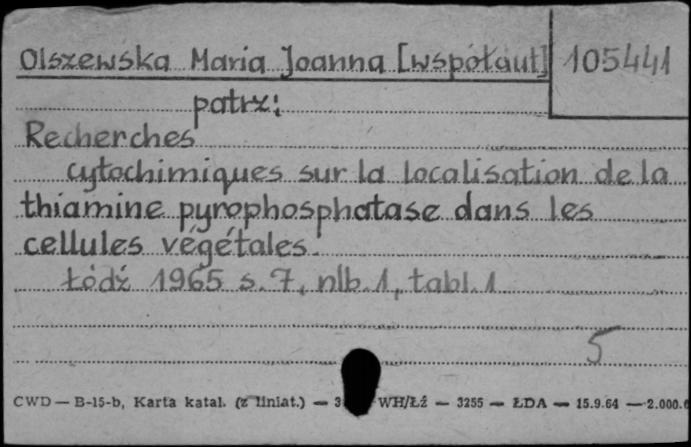 Olszewska Maria Joanna [współaut] 105441
patrz:
Recherches
cytochimiques sur la localisation de la
thiamine pyrophosphatase dans les
cellules végétales.
Łódź 1965 s. 7, nlb. 1, tabl. 1
5
CWD — B-15-b, Karta katal. (z liniat.) — 3 WH/Łź — 3255 — ŁDA — 15.9.64 — 2.000.0